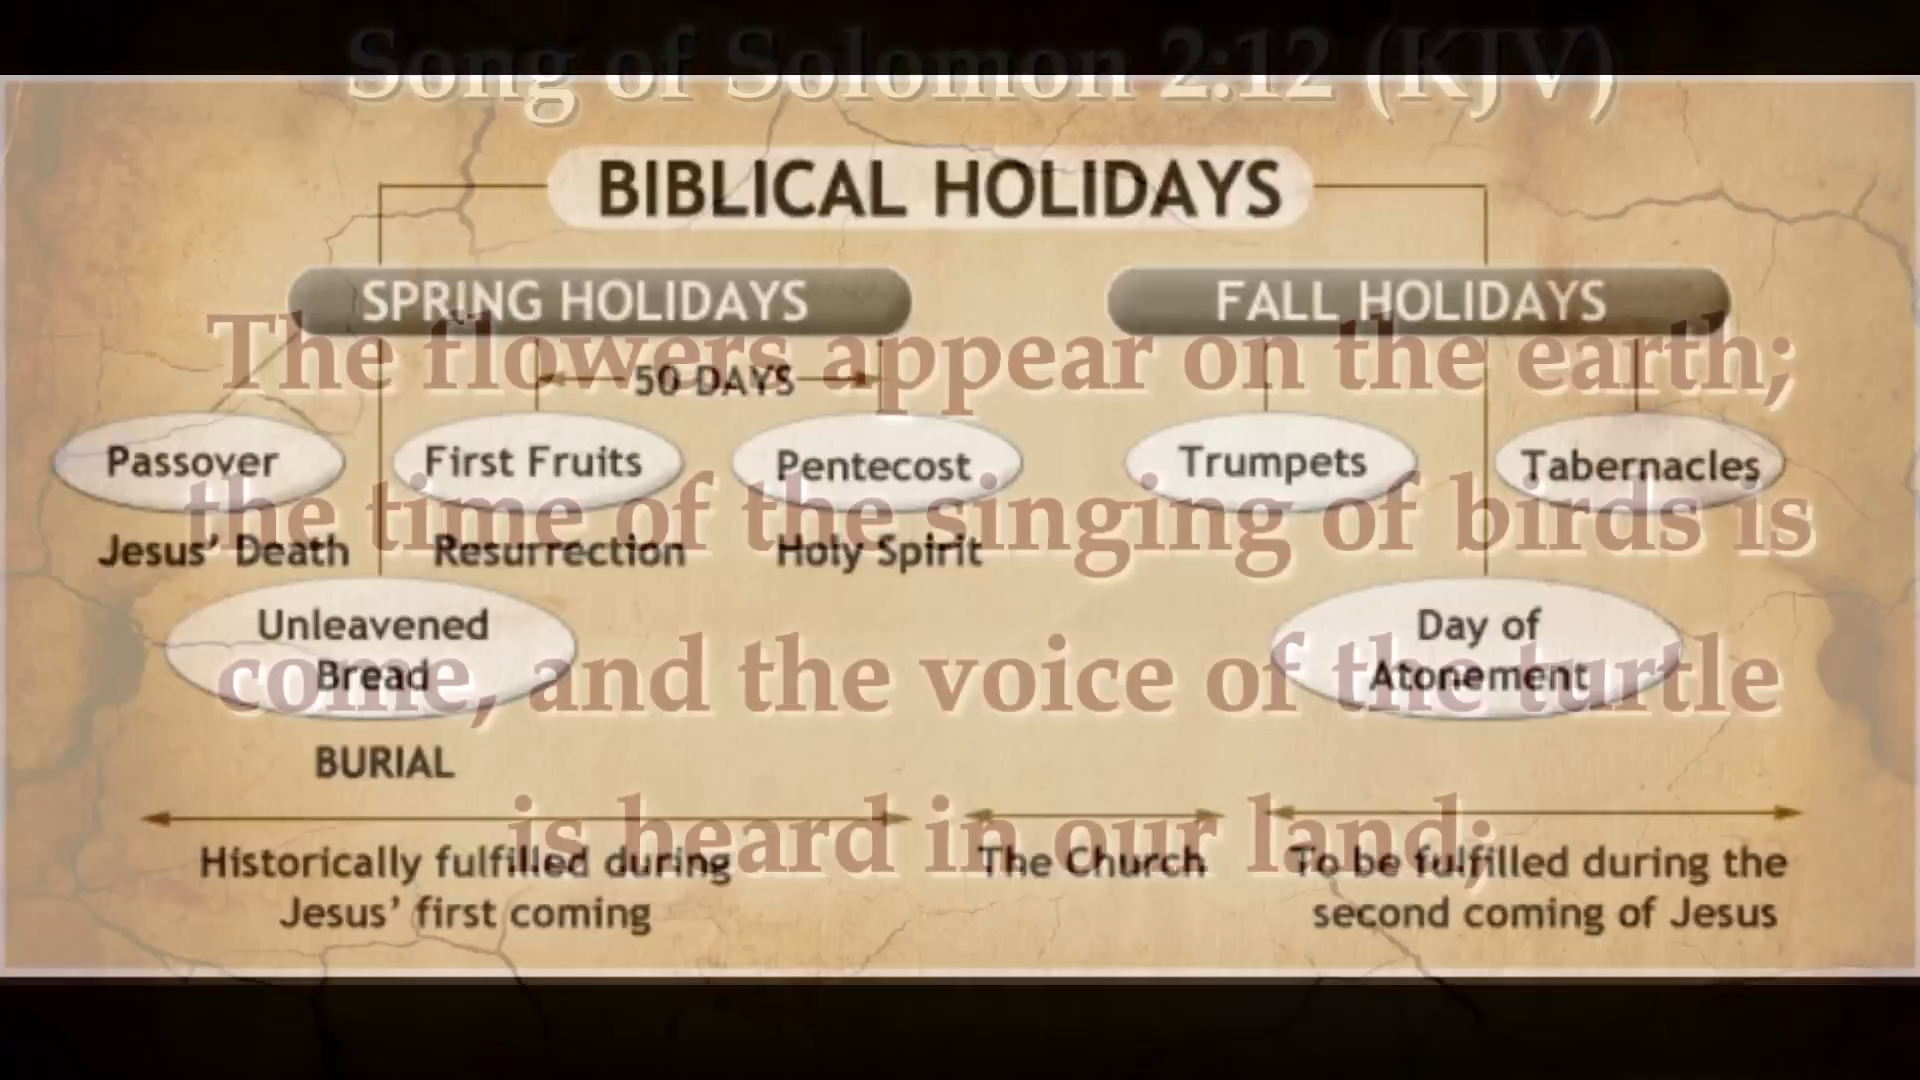 Song of Solomon 2:12 (KJV)
BIBLICAL HOLIDAYS
SPRING HOLIDAYS
FALL HOLIDAYS
The flowers appear on the earth;
50 DAYS
Passover
First Fruits
Pentecost
Trumpets
Tabernacles
the time of the singing of birds is
Jesus' Death
Resurrection
Holy Spirit
Unleavened
Bread
Day of
Atonement
come, and the voice of the turtle
BURIAL
is heard in our land;
Historically fulfilled during
Jesus' first coming
The Church
To be fulfilled during the
second coming of Jesus